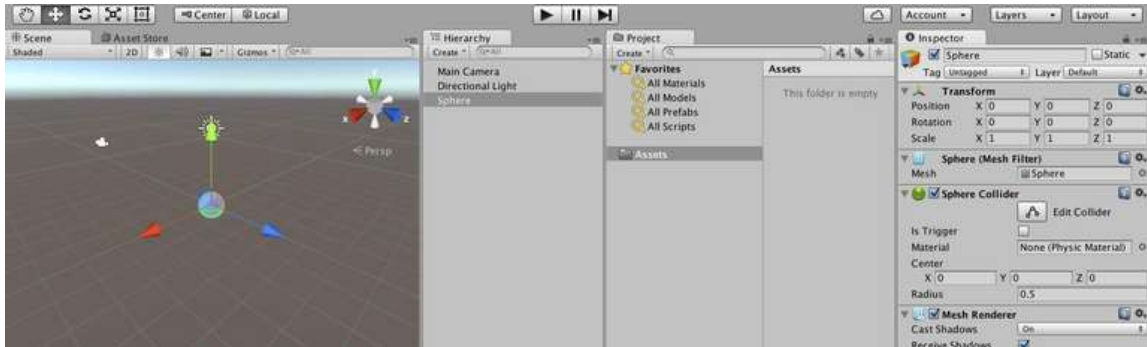 Center Local Account Layers Layout
Scene Asset Store
Shaded 2D Gizmos All
x z
Persp
Hierarchy
Create All
Main Camera
Directional Light
Sphere
Project
Create
Favorites
All Materials
All Models
All Prefabs
All Scripts
Assets
Assets
This folder is empty
Inspector
Sphere Static
Tag Untagged Layer Default
Transform
Position X 0 Y 0 Z 0
Rotation X 0 Y 0 Z 0
Scale X 1 Y 1 Z 1
Sphere (Mesh Filter)
Mesh Sphere
Sphere Collider
Edit Collider
Is Trigger
Material None (Physic Material)
Center
X 0 Y 0 Z 0
Radius 0.5
Mesh Renderer
Cast Shadows On
Receive Shadows